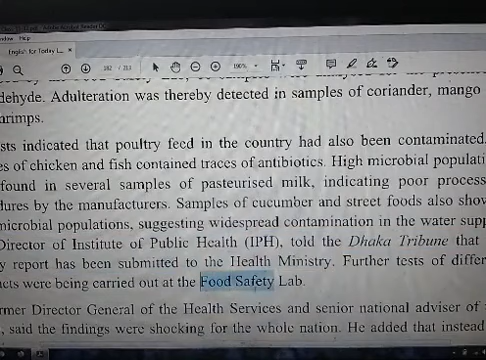 Window Help
English for Today
182 / 213
dehyde. Adulteration was thereby detected in samples of coriander, mango
hrimps.
sts indicated that poultry feed in the country had also been contaminated.
es of chicken and fish contained traces of antibiotics. High microbial populati
found in several samples of pasteurised milk, indicating poor process
dures by the manufacturers. Samples of cucumber and street foods also show
microbial populations, suggesting widespread contamination in the water supp
Director of Institute of Public Health (IPH), told the Dhaka Tribune that
y report has been submitted to the Health Ministry. Further tests of differ
cts were being carried out at the Food Safety Lab.
rmer Director General of the Health Services and senior national adviser of
, said the findings were shocking for the whole nation. He added that instead